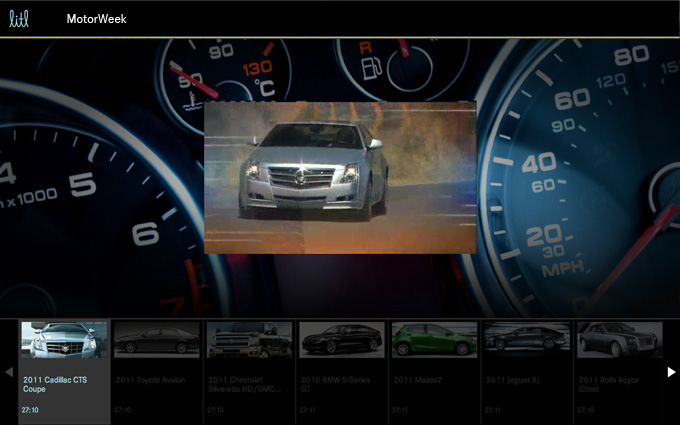 litl
MotorWeek
50
90
130
°C
R
x1000
4
5
6
7
20
40
60
80
120
90
60
30
MPH
2011 Cadillac CTS
Coupe
27:10
2011 Toyota Avalon
27:10
2011 Chevrolet
Silverado HD/GMC...
27:10
2010 BMW 5-Series
GT
27:11
2011 Mazda2
27:11
2011 Jaguar XJ
27:11
2011 Rolls Royce
Ghost